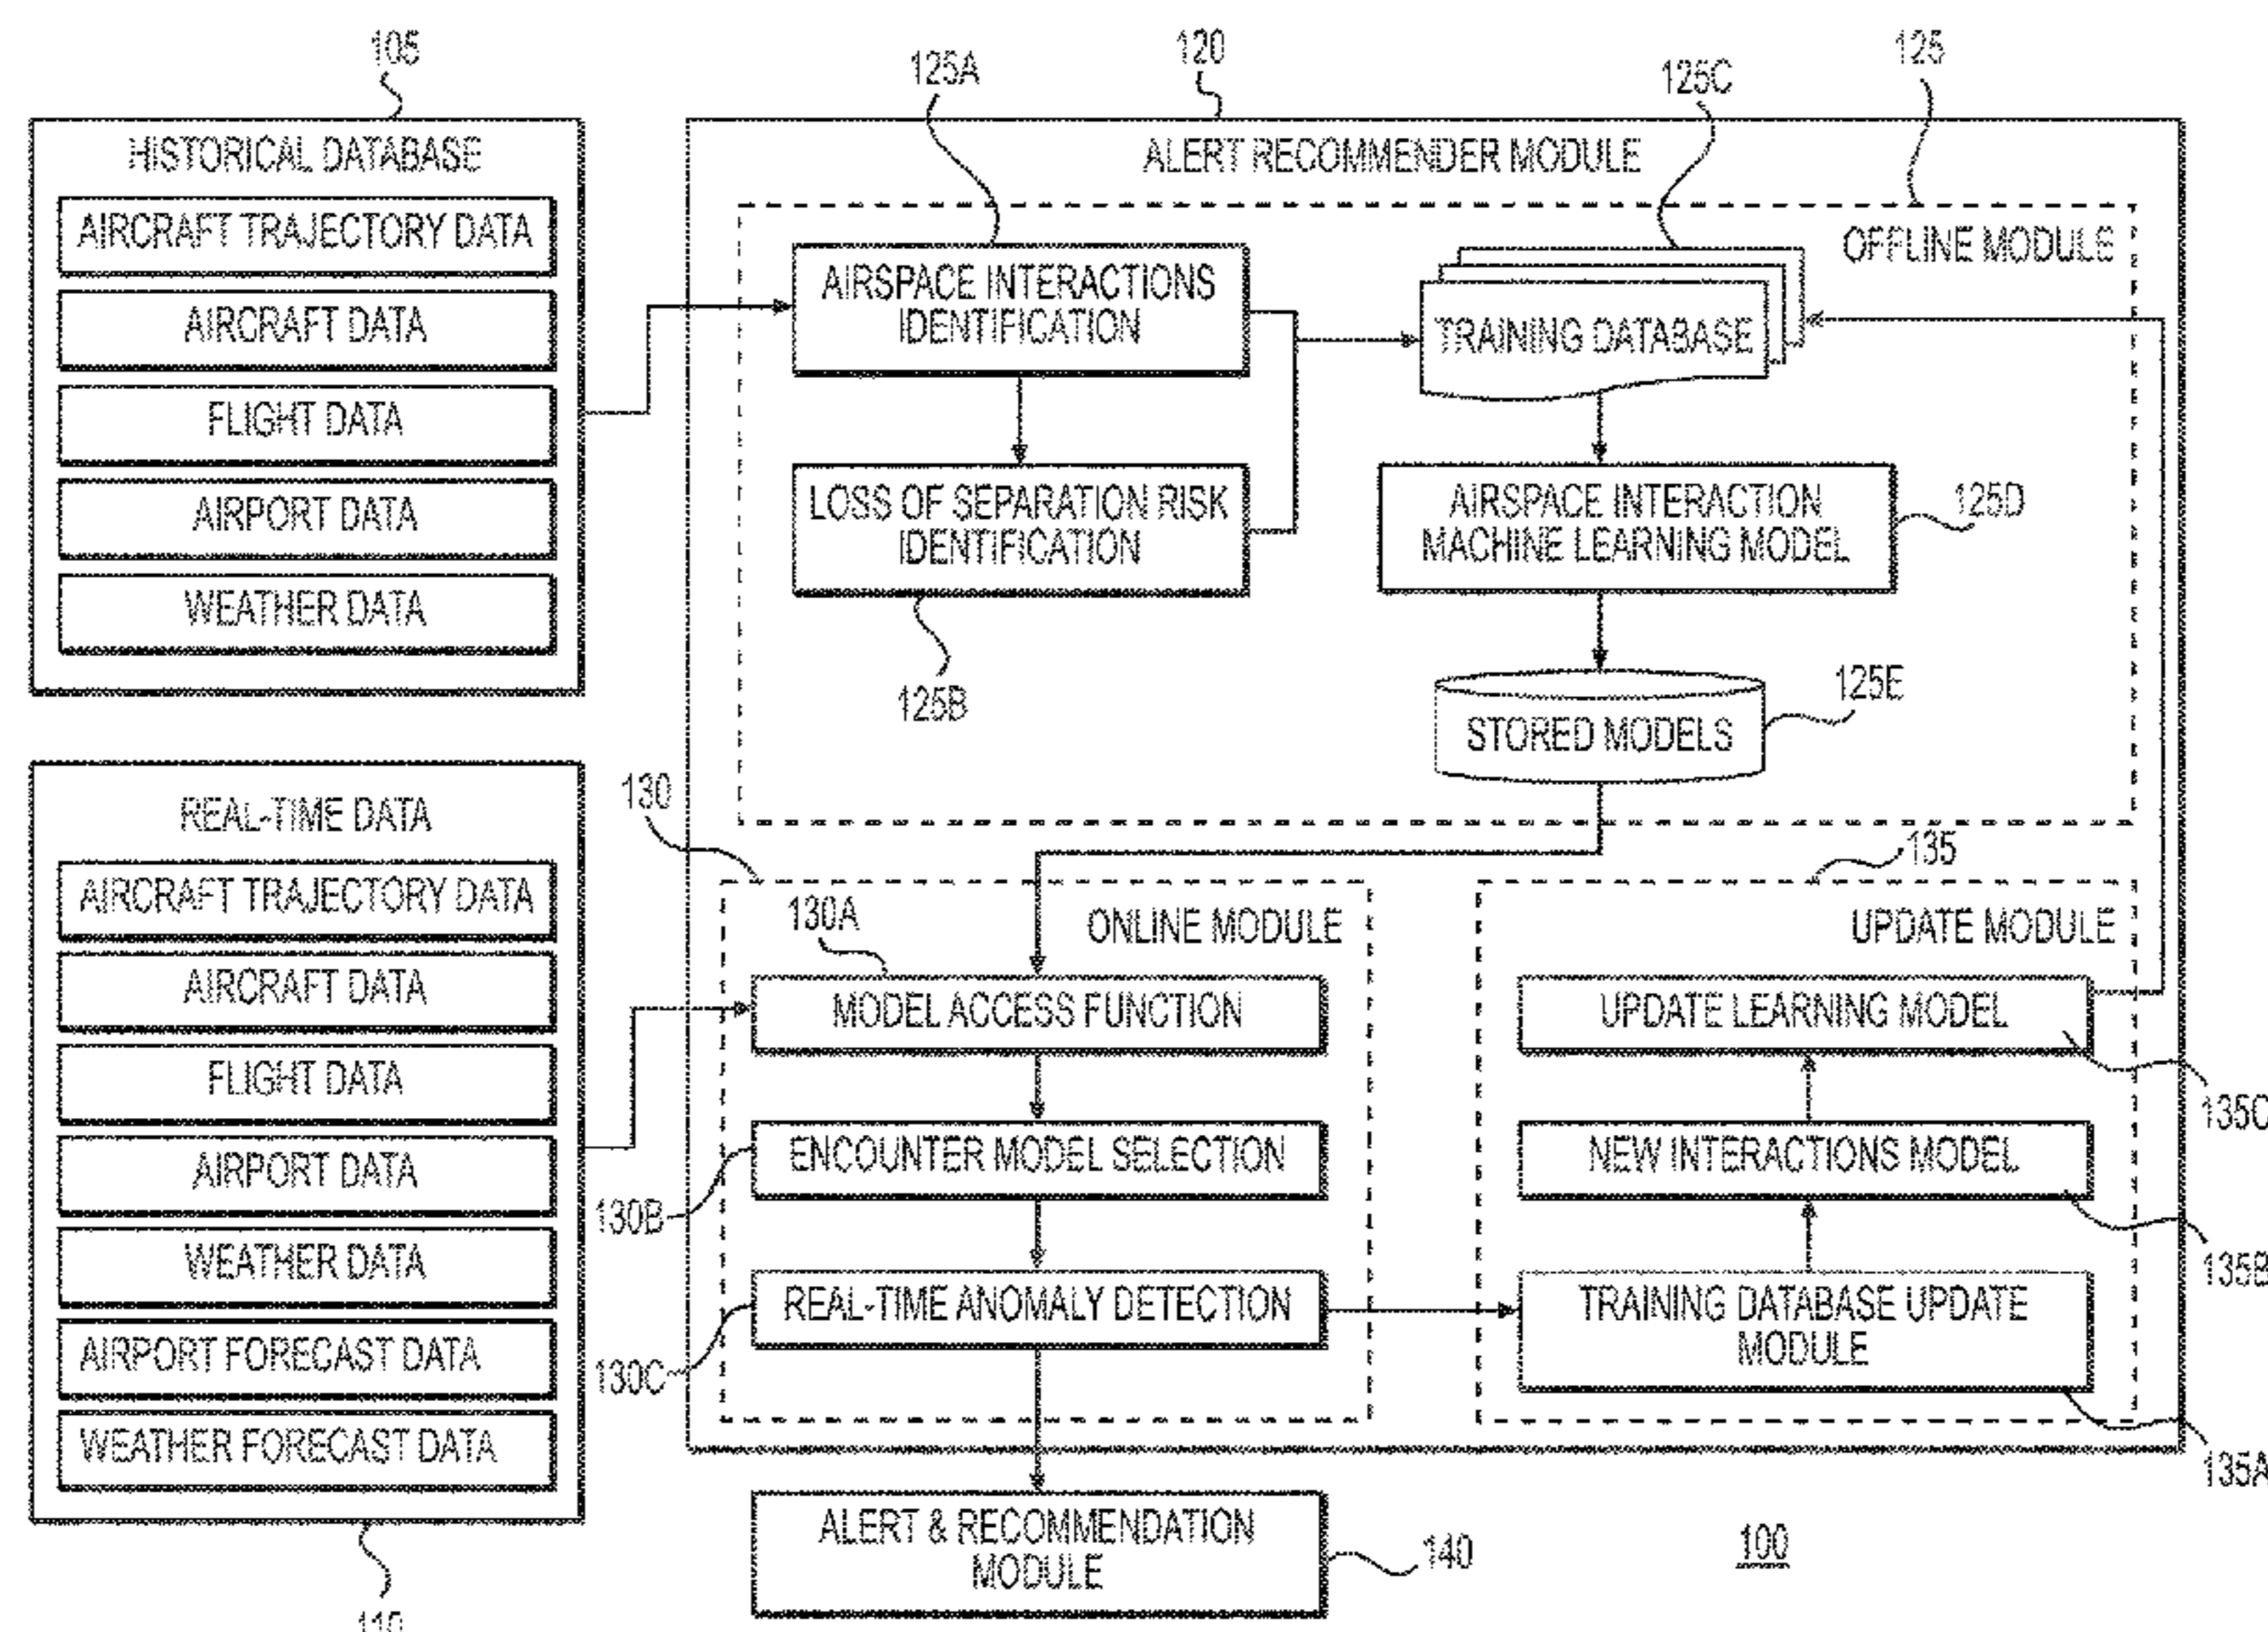 105
HISTORICAL DATABASE
AIRCRAFT TRAJECTORY DATA
AIRCRAFT DATA
FLIGHT DATA
AIRPORT DATA
WEATHER DATA
REAL-TIME DATA
AIRCRAFT TRAJECTORY DATA
AIRCRAFT DATA
FLIGHT DATA
AIRPORT DATA
WEATHER DATA
AIRPORT FORECAST DATA
WEATHER FORECAST DATA
110
120
ALERT RECOMMENDER MODULE
125
OFFLINE MODULE
125A
AIRSPACE INTERACTIONS
IDENTIFICATION
LOSS OF SEPARATION RISK
IDENTIFICATION
125B
125C
TRAINING DATABASE
AIRSPACE INTERACTION
MACHINE LEARNING MODEL
125D
STORED MODELS
125E
130
ONLINE MODULE
130A
MODEL ACCESS FUNCTION
ENCOUNTER MODEL SELECTION
130B
REAL-TIME ANOMALY DETECTION
130C
135
UPDATE MODULE
UPDATE LEARNING MODEL
135C
NEW INTERACTIONS MODEL
135B
TRAINING DATABASE UPDATE
MODULE
135A
ALERT & RECOMMENDATION
MODULE
140
100